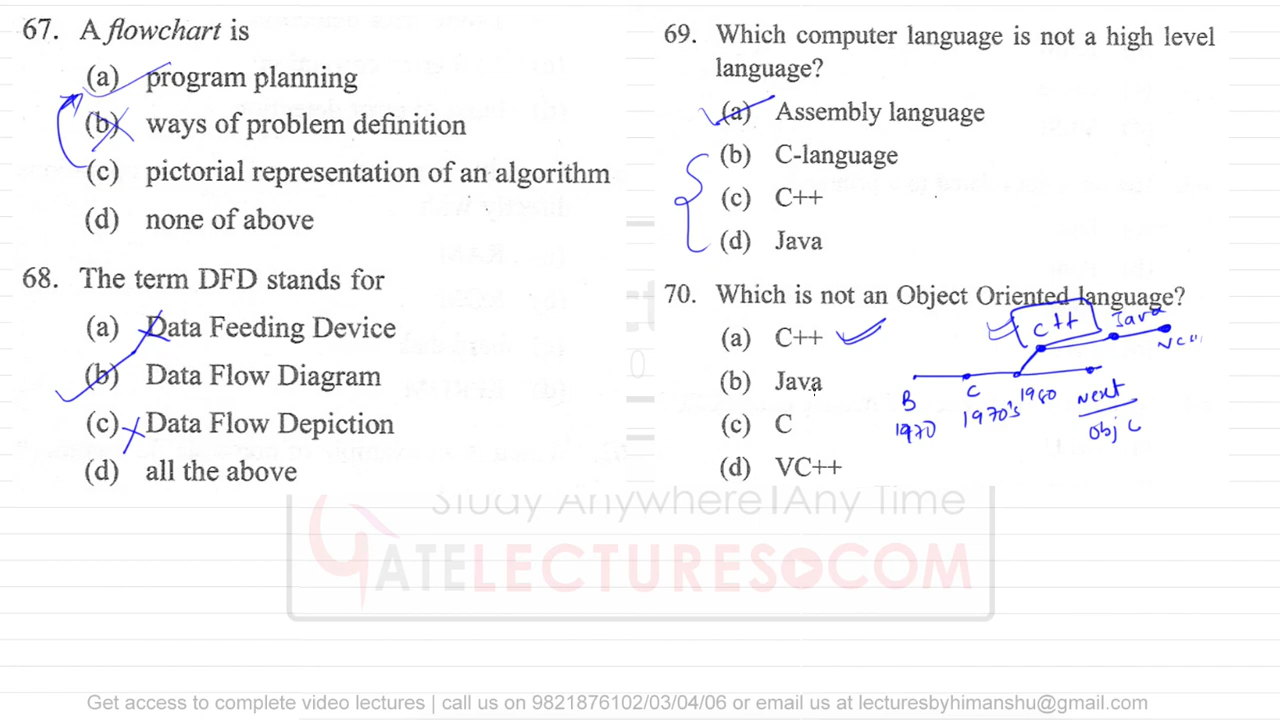 67. A flowchart is
(a) program planning
(b) ways of problem definition
(c) pictorial representation of an algorithm
(d) none of above
68. The term DFD stands for
(a) Data Feeding Device
(b) Data Flow Diagram
(c) Data Flow Depiction
(d) all the above
69. Which computer language is not a high level
language?
(a) Assembly language
(b) C-language
(c) C++
(d) Java
70. Which is not an Object Oriented language?
(a) C++
(b) Java
(c) C
(d) VC++
C++ Java
VC++
B C 1980 Next
1970 1970's Obj C
Study Anywhere | Any Time
GATELECTURES.COM
Get access to complete video lectures | call us on 9821876102/03/04/06 or email us at lecturesbyhimanshu@gmail.com